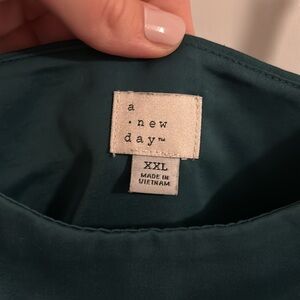 a
· new
day™
XXL
MADE IN
VIETNAM